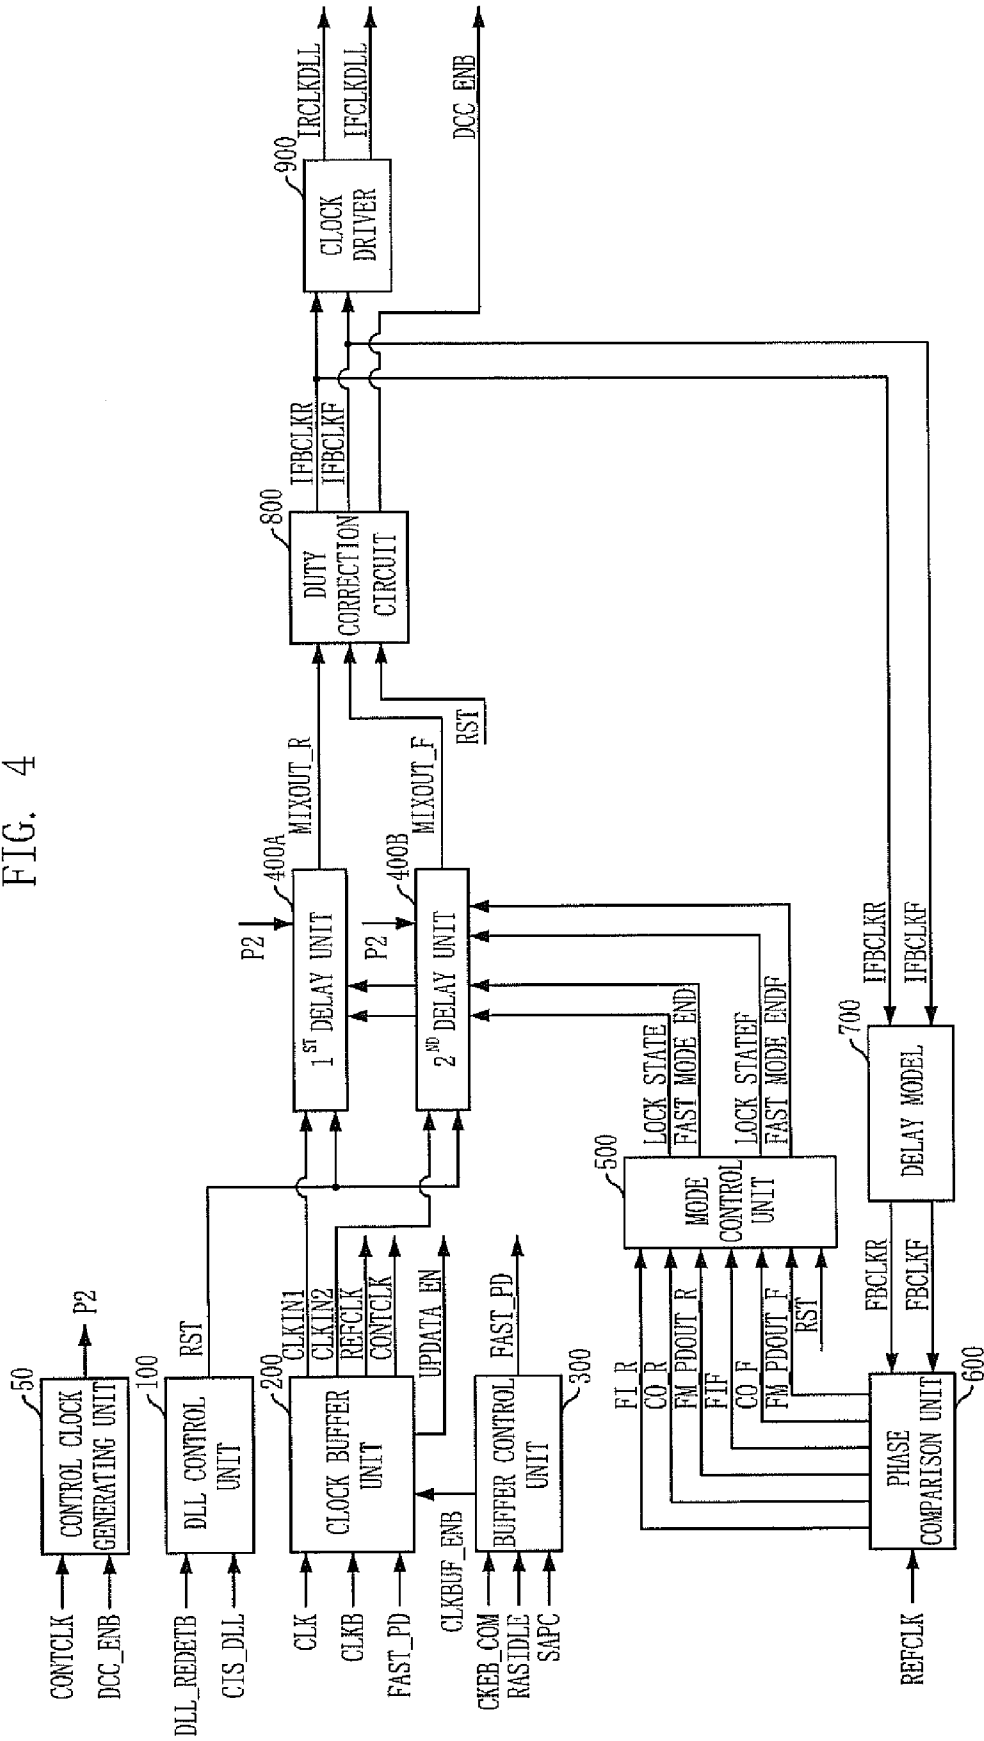 FIG. 4
50
CONTCLK
DCC_ENB
CONTROL CLOCK
GENERATING UNIT
P2
100
DLL_REDETB
CIS_DLL
DLL CONTROL
UNIT
RST
200
CLK
CLKB
FAST_PD
CLOCK BUFFER
UNIT
CLKIN1
CLKIN2
REFCLK
CONTCLK
UPDATA_EN
CLKBUF_ENB
300
CKEB_COM
RASIDLE
SAPC
BUFFER CONTROL
UNIT
FAST_PD
P2
400A
1ST DELAY UNIT
MIXOUT_R
P2
400B
2ND DELAY UNIT
MIXOUT_F
RST
800
DUTY
CORRECTION
CIRCUIT
IFBCLKR
IFBCLKF
900
CLOCK
DRIVER
IRCLKDLL
IFCLKDLL
DCC ENB
500
MODE
CONTROL
UNIT
LOCK STATE
FAST MODE END
LOCK STATEF
FAST MODE ENDF
FI_R
CO_R
FM_PDOUT_R
FIF
CO_F
FM_PDOUT_F
RST
600
REFCLK
PHASE
COMPARISON UNIT
FBCLKR
FBCLKF
700
DELAY MODEL
IFBCLKR
IFBCLKF